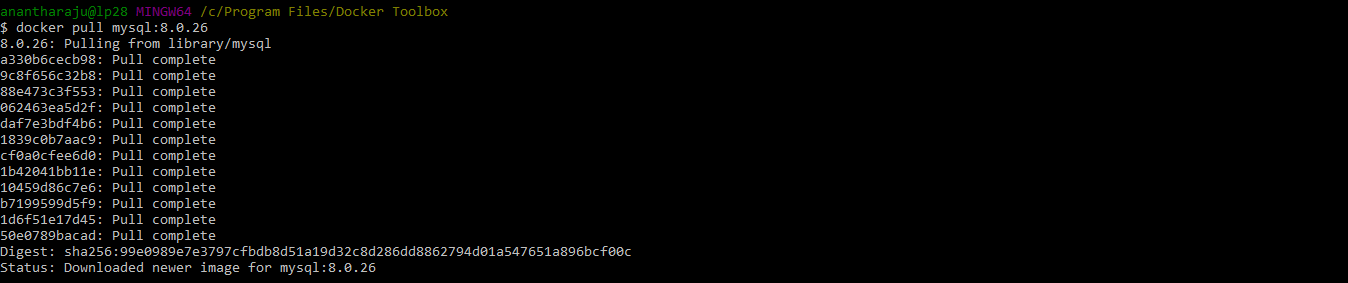 anantharaju@lp28 MINGW64 /c/Program Files/Docker Toolbox
$ docker pull mysql:8.0.26
8.0.26: Pulling from library/mysql
a330b6cecb98: Pull complete
9c8f656c32b8: Pull complete
88e473c3f553: Pull complete
062463ea5d2f: Pull complete
daf7e3bdf4b6: Pull complete
1839c0b7aac9: Pull complete
cf0a0cfee6d0: Pull complete
1b42041bb11e: Pull complete
10459d86c7e6: Pull complete
b7199599d5f9: Pull complete
1d6f51e17d45: Pull complete
50e0789bacad: Pull complete
Digest: sha256:99e0989e7e3797cfbdb8d51a19d32c8d286dd8862794d01a547651a896bcf00c
Status: Downloaded newer image for mysql:8.0.26